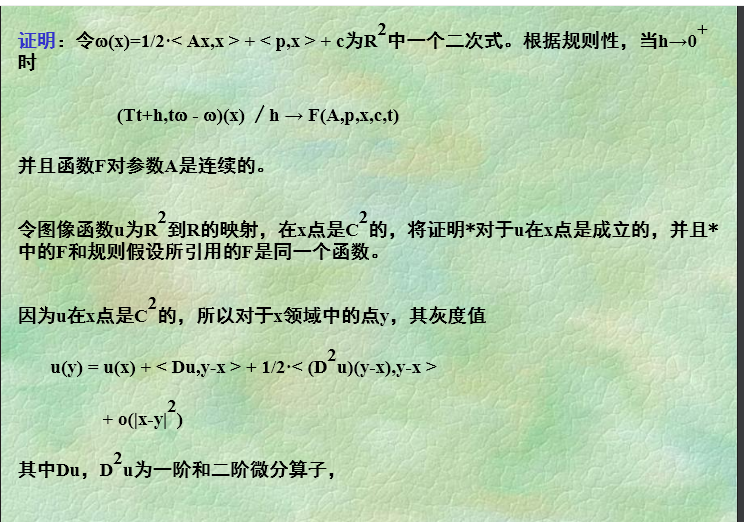 证明：令ω(x)=1/2·< Ax,x > + < p,x > + c为R²中一个二次式。根据规则性，当h→0⁺
时
(Tt+h,tω - ω)(x) ／h → F(A,p,x,c,t)
并且函数F对参数A是连续的。
令图像函数u为R²到R的映射，在x点是C²的，将证明*对于u在x点是成立的，并且*
中的F和规则假设所引用的F是同一个函数。
因为u在x点是C²的，所以对于x领域中的点y，其灰度值
u(y) = u(x) + < Du,y-x > + 1/2·< (D²u)(y-x),y-x >
+ o(|x-y|²)
其中Du，D²u为一阶和二阶微分算子，